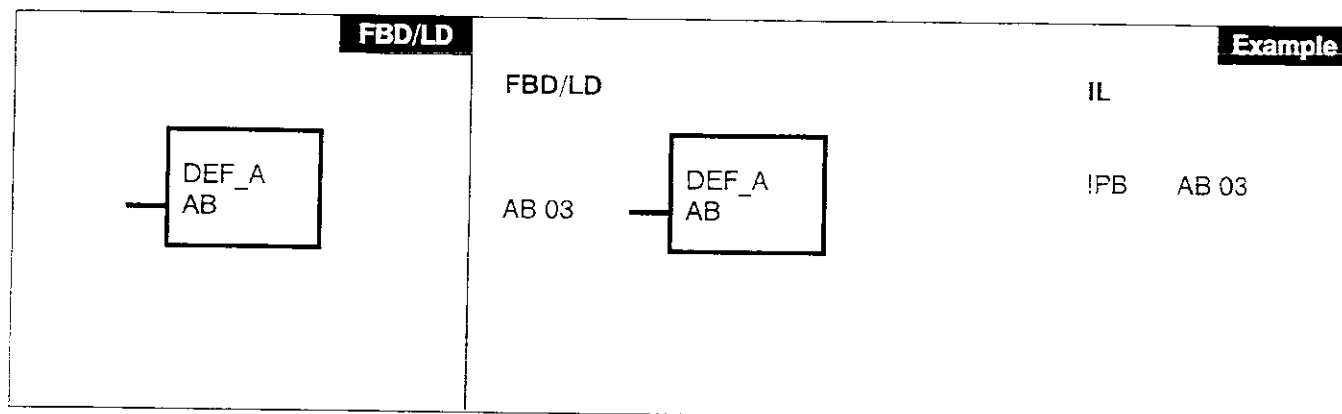 FBD/LD
DEF_A
AB
Example
FBD/LD
IL
AB 03
DEF_A
AB
!PB AB 03